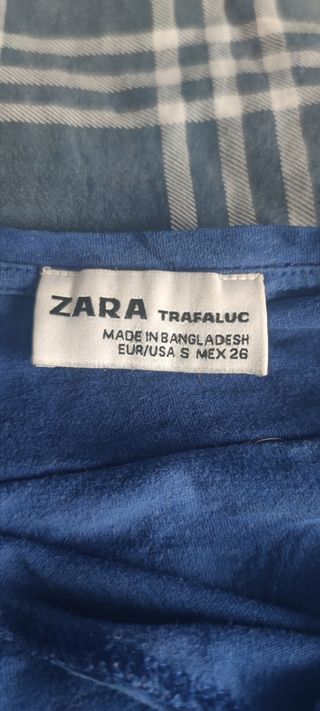 ZARA TRAFALUC
MADE IN BANGLADESH
EUR/USA S MEX 26